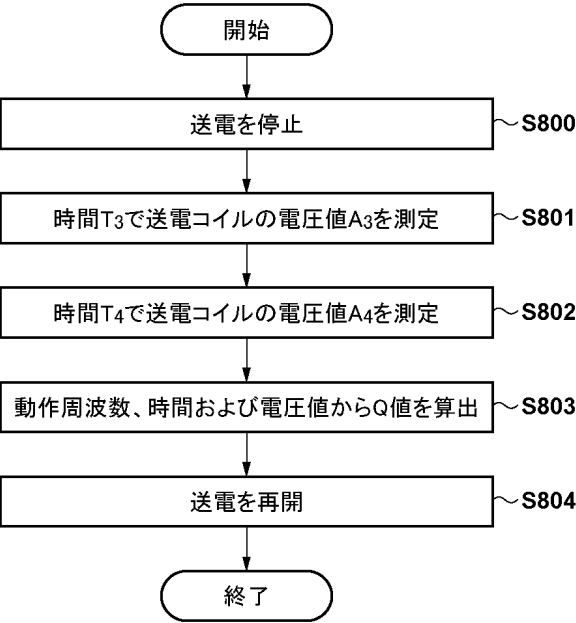 開始
送電を停止 S800
時間T3で送電コイルの電圧値A3を測定 S801
時間T4で送電コイルの電圧値A4を測定 S802
動作周波数、時間および電圧値からQ値を算出 S803
送電を再開 S804
終了